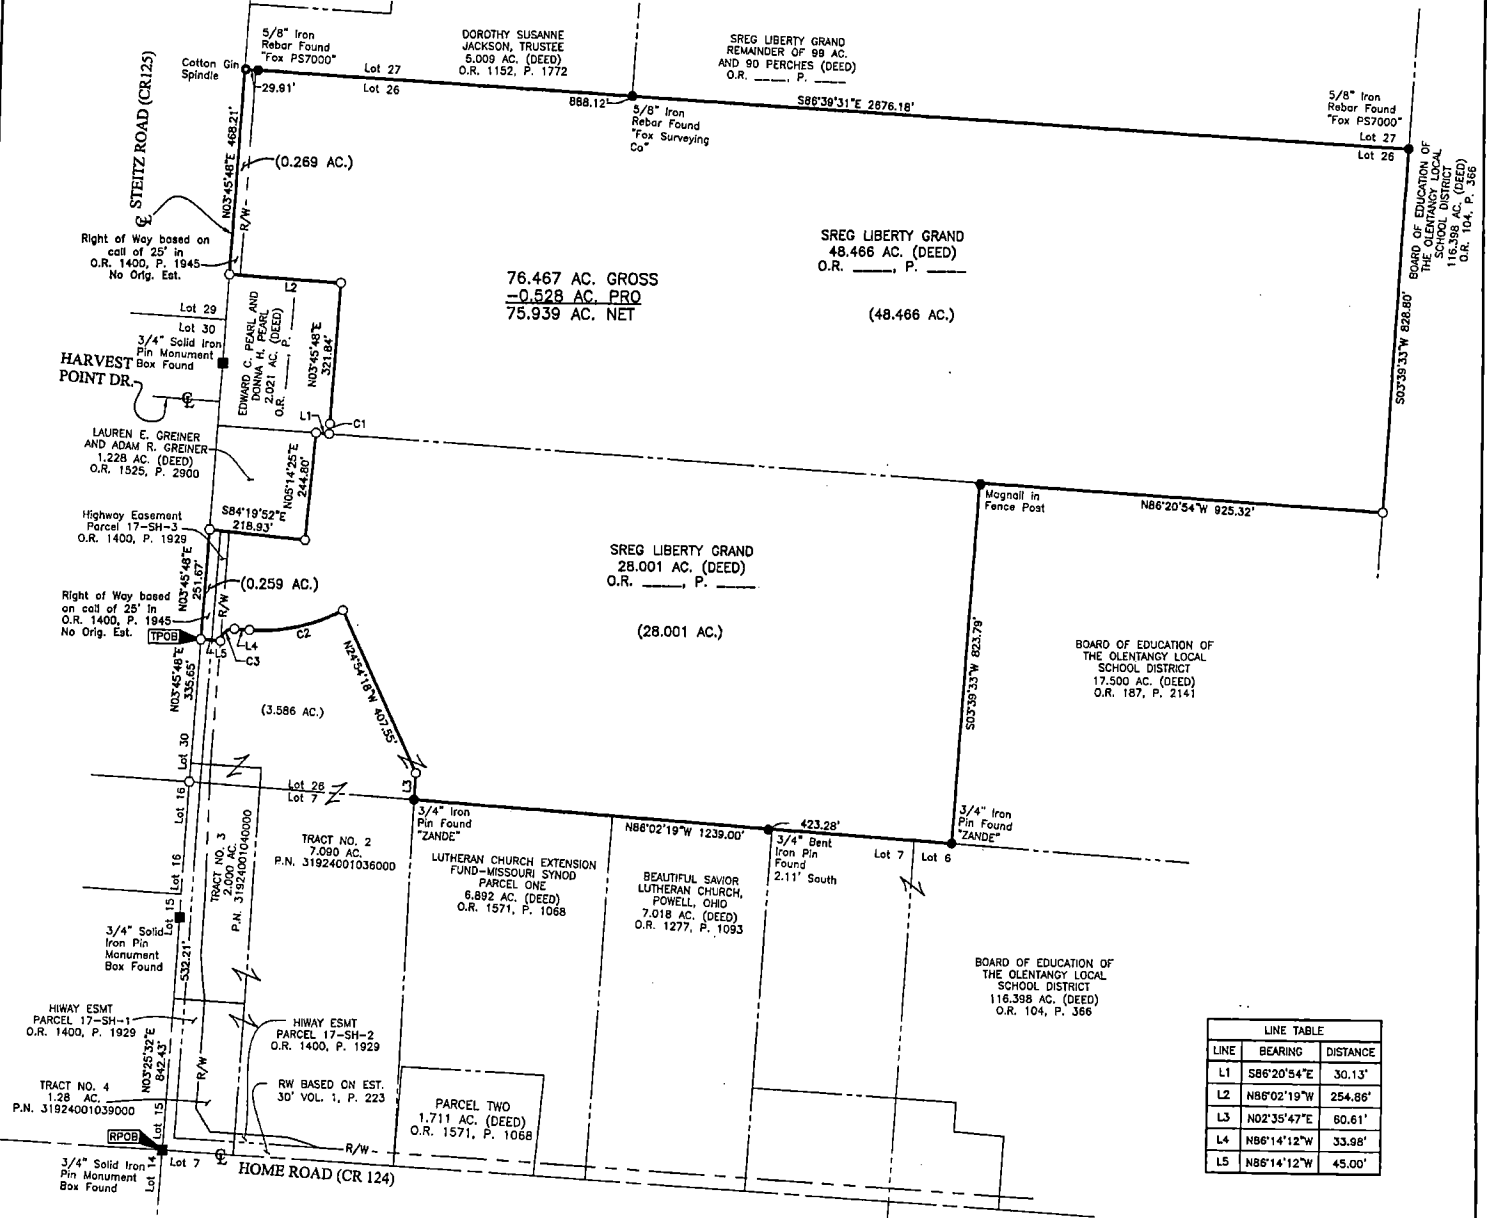 5/8" Iron
Rebar Found
"Fox PS7000"
Cotton Gin
Spindle
29.91'
Lot 27
Lot 26
DOROTHY SUSANNE
JACKSON, TRUSTEE
5.009 AC. (DEED)
O.R. 1152, P. 1772
888.12'
5/8" Iron
Rebar Found
"Fox Surveying
Co"
SREG LIBERTY GRAND
REMAINDER OF 99 AC.
AND 90 PERCHES (DEED)
O.R. ____, P. ____
S86°39'31"E 2676.18'
5/8" Iron
Rebar Found
"Fox PS7000"
Lot 27
Lot 26
BOARD OF EDUCATION OF
THE OLENTANGY LOCAL
SCHOOL DISTRICT
116.398 AC. (DEED)
O.R. 104, P. 366
S03°39'33"W 828.80'
℄ STEITZ ROAD (CR125)
N03°45'48"E 468.21'
(0.269 AC.)
R/W
Right of Way based on
call of 25' in
O.R. 1400, P. 1945
No Orig. Est.
L2
SREG LIBERTY GRAND
48.466 AC. (DEED)
O.R. ____, P. ____
(48.466 AC.)
76.467 AC. GROSS
-0.528 AC. PRO
75.939 AC. NET
Lot 29
Lot 30
3/4" Solid Iron
Pin Monument
Box Found
HARVEST
POINT DR.
℄
EDWARD C. PEARL AND
DONNA H. PEARL
2.021 AC. (DEED)
O.R. ____, P. ____
N03°45'48"E
321.84'
L1
C1
LAUREN E. GREINER
AND ADAM R. GREINER
1.228 AC. (DEED)
O.R. 1525, P. 2900
N05°14'25"E
244.80'
S84°19'52"E
218.93'
Highway Easement
Parcel 17-SH-3
O.R. 1400, P. 1929
Magnail in
Fence Post
N86°20'54"W 925.32'
N03°45'48"E
251.67'
(0.259 AC.)
R/W
Right of Way based
on call of 25' in
O.R. 1400, P. 1945
No Orig. Est.
TPOB
L5
L4
C3
C2
SREG LIBERTY GRAND
28.001 AC. (DEED)
O.R. ____, P. ____
(28.001 AC.)
N24°54'18"W 407.55'
S03°39'33"W 823.79'
BOARD OF EDUCATION OF
THE OLENTANGY LOCAL
SCHOOL DISTRICT
17.500 AC. (DEED)
O.R. 187, P. 2141
N03°45'48"E
335.65'
(3.586 AC.)
Lot 30
Lot 16
Lot 26
Lot 7
L3
3/4" Iron
Pin Found
"ZANDE"
N86°02'19"W 1239.00'
423.28'
3/4" Bent
Iron Pin
Found
2.11' South
3/4" Iron
Pin Found
"ZANDE"
Lot 7
Lot 6
TRACT NO. 3
2.000 AC.
P.N. 31924001040000
TRACT NO. 2
7.090 AC.
P.N. 31924001036000
LUTHERAN CHURCH EXTENSION
FUND-MISSOURI SYNOD
PARCEL ONE
6.892 AC. (DEED)
O.R. 1571, P. 1068
BEAUTIFUL SAVIOR
LUTHERAN CHURCH,
POWELL, OHIO
7.018 AC. (DEED)
O.R. 1277, P. 1093
Lot 16
Lot 15
3/4" Solid
Iron Pin
Monument
Box Found
532.21'
BOARD OF EDUCATION OF
THE OLENTANGY LOCAL
SCHOOL DISTRICT
116.398 AC. (DEED)
O.R. 104, P. 366
HIWAY ESMT
PARCEL 17-SH-1
O.R. 1400, P. 1929
HIWAY ESMT
PARCEL 17-SH-2
O.R. 1400, P. 1929
N03°25'32"E
842.43'
R/W
TRACT NO. 4
1.28 AC.
P.N. 31924001039000
RW BASED ON EST.
30' VOL. 1, P. 223
PARCEL TWO
1.711 AC. (DEED)
O.R. 1571, P. 1068
Lot 15
RPOB
R/W
3/4" Solid Iron
Pin Monument
Box Found
Lot 14
Lot 7
℄
HOME ROAD (CR 124)
LINE TABLE
LINE BEARING DISTANCE
L1 S86°20'54"E 30.13'
L2 N86°02'19"W 254.86'
L3 N02°35'47"E 60.61'
L4 N86°14'12"W 33.98'
L5 N86°14'12"W 45.00'